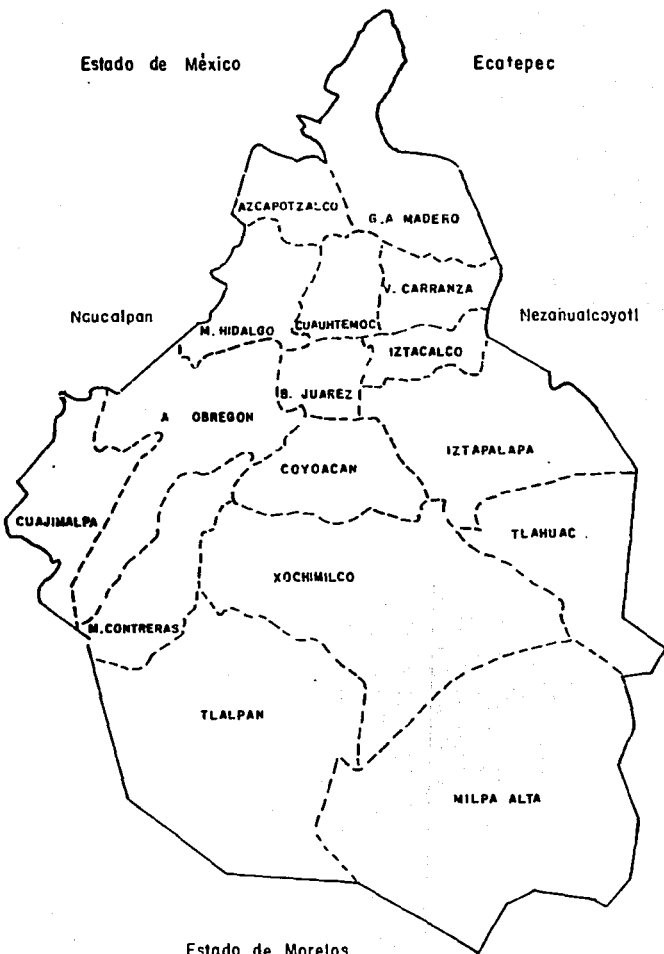 Estado de México
Ecatepec
AZCAPOTZALCO
G.A MADERO
V. CARRANZA
Naucalpan
M. HIDALGO
CUAUHTEMOC
Nezahualcoyotl
IZTACALCO
B. JUAREZ
A OBREGON
IZTAPALAPA
COYOACAN
CUAJIMALPA
TLAHUAC
XOCHIMILCO
M. CONTRERAS
TLALPAN
MILPA ALTA
Estado de Morelos